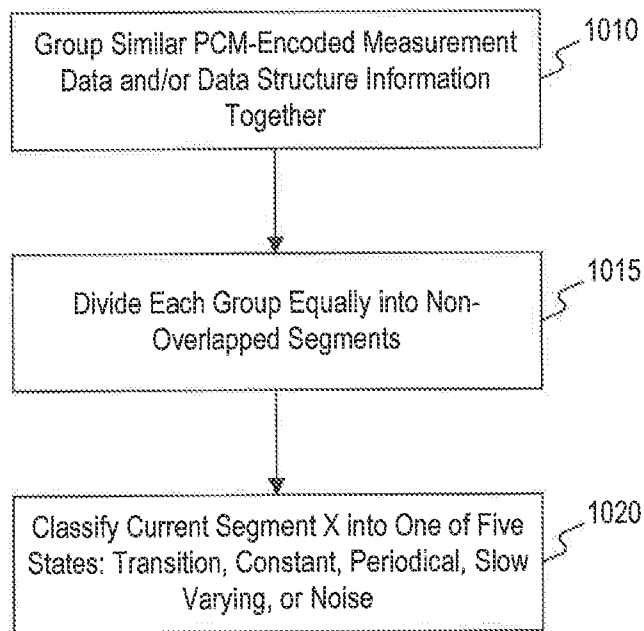 Group Similar PCM-Encoded Measurement
Data and/or Data Structure Information
Together
1010
Divide Each Group Equally into Non-
Overlapped Segments
1015
Classify Current Segment X into One of Five
States: Transition, Constant, Periodical, Slow
Varying, or Noise
1020